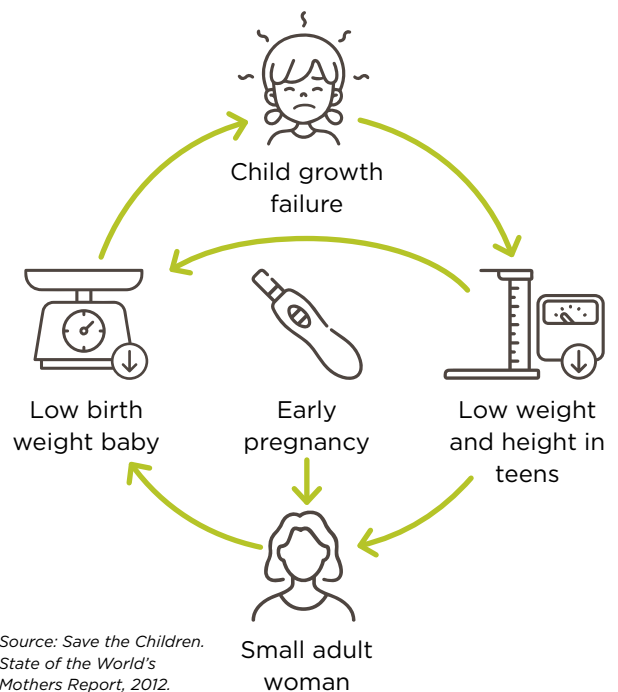 Child growth
failure
Low birth
weight baby
Early
pregnancy
Low weight
and height in
teens
Small adult
woman
Source: Save the Children.
State of the World’s
Mothers Report, 2012.